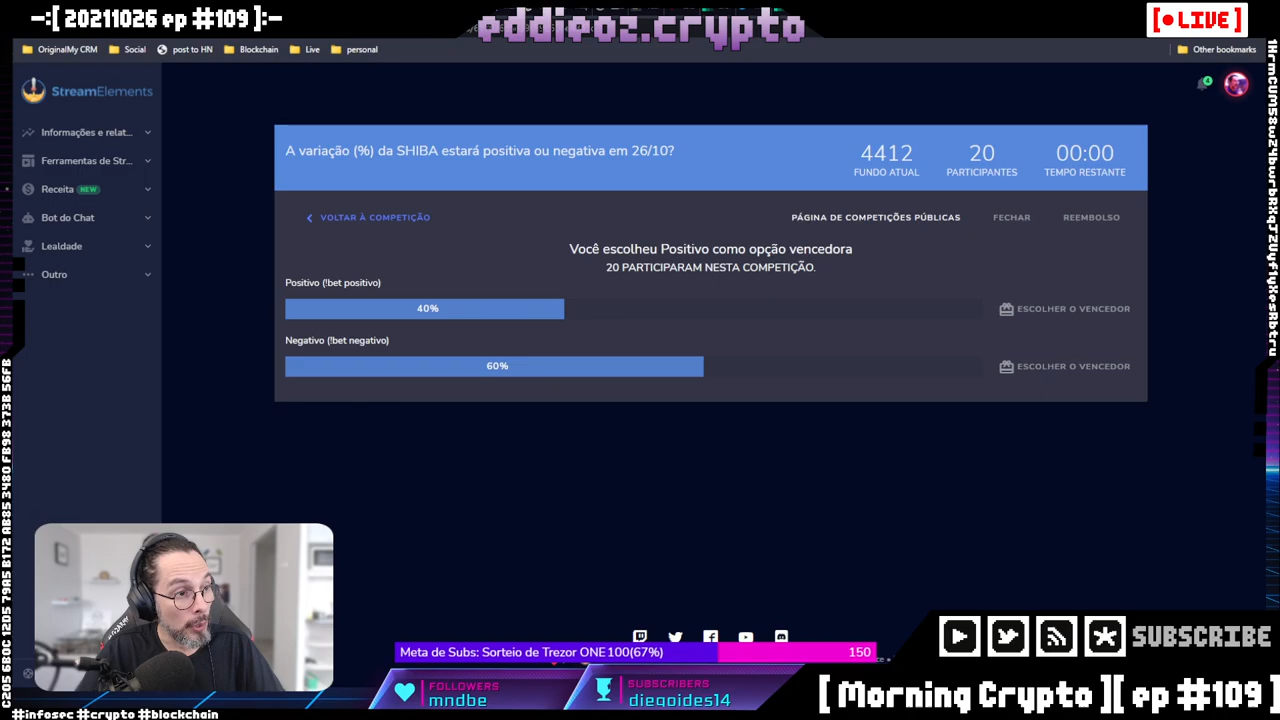 -:[ 20211026 ep #109 ]:-
eddieoz.crypto
[●LIVE]
OriginalMy CRM
Social
post to HN
Blockchain
Live
personal
Other bookmarks
StreamElements
4
Informações e relat...
Ferramentas de Str...
Receita NEW
Bot do Chat
Lealdade
Outro
A variação (%) da SHIBA estará positiva ou negativa em 26/10?
4412
FUNDO ATUAL
20
PARTICIPANTES
00:00
TEMPO RESTANTE
VOLTAR À COMPETIÇÃO
PÁGINA DE COMPETIÇÕES PÚBLICAS
FECHAR
REEMBOLSO
Você escolheu Positivo como opção vencedora
20 PARTICIPARAM NESTA COMPETIÇÃO.
Positivo (!bet positivo)
40%
ESCOLHER O VENCEDOR
Negativo (!bet negativo)
60%
ESCOLHER O VENCEDOR
Meta de Subs: Sorteio de Trezor ONE 100(67%)
150
FOLLOWERS
mndbe
SUBSCRIBERS
diegoides14
SUBSCRIBE
[ Morning Crypto ][ ep #109 ]
#infosec #crypto #blockchain